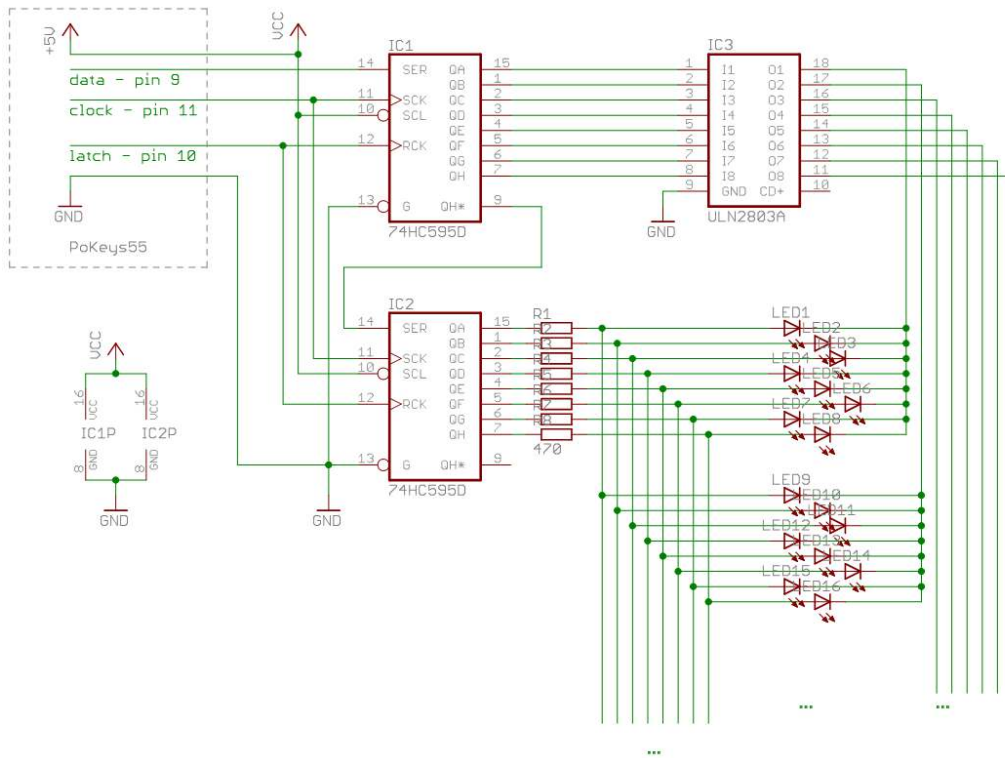 +5V
VCC
data - pin 9
clock - pin 11
latch - pin 10
GND
PoKeys55
IC1
14 SER QA 15
QB 1
11 SCK QC 2
10 SCL QD 3
QE 4
12 RCK QF 5
QG 6
QH 7
13 G QH* 9
74HC595D
IC3
1 I1 O1 18
2 I2 O2 17
3 I3 O3 16
4 I4 O4 15
5 I5 O5 14
6 I6 O6 13
7 I7 O7 12
8 I8 O8 11
9 GND CD+ 10
GND
ULN2803A
IC2
14 SER QA 15
QB 1
11 SCK QC 2
10 SCL QD 3
QE 4
12 RCK QF 5
QG 6
QH 7
13 G QH* 9
74HC595D
GND
R1
R2
R3
R4
R5
R6
R7
R8
470
LED1
LED2
LED3
LED4
LED5
LED6
LED7
LED8
LED9
LED10
LED11
LED12
LED13
LED14
LED15
LED16
VCC
16 VCC
16 VCC
IC1P
IC2P
8 GND
8 GND
GND
...
...
...